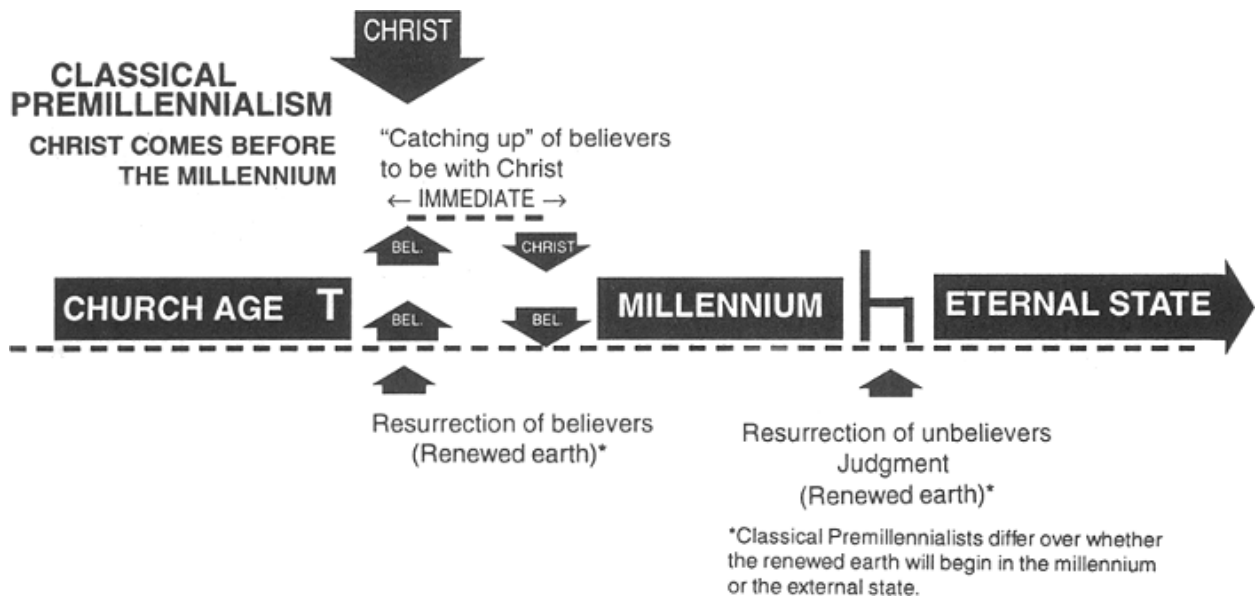 CHRIST
CLASSICAL
PREMILLENNIALISM
CHRIST COMES BEFORE
THE MILLENNIUM
“Catching up” of believers
to be with Christ
← IMMEDIATE →
BEL.
CHRIST
CHURCH AGE T
BEL.
BEL.
MILLENNIUM
ETERNAL STATE
Resurrection of believers
(Renewed earth)*
Resurrection of unbelievers
Judgment
(Renewed earth)*
*Classical Premillennialists differ over whether
the renewed earth will begin in the millennium
or the external state.